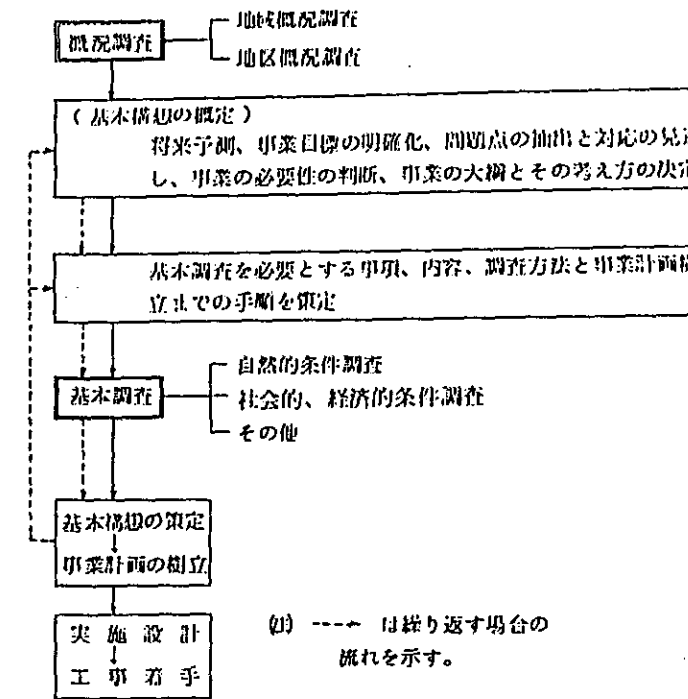 地域概況調査
概況調査
地区概況調査
(基本構想の概定)
将来予測、事業目標の明確化、問題点の抽出と対応の見通
し、事業の必要性の判断、事業の大綱とその考え方の決定
基本調査を必要とする事項、内容、調査方法と事業計画樹
立までの手順を策定
自然的条件調査
基本調査
社会的、経済的条件調査
その他
基本構想の策定
事業計画の樹立
実施設計
工事着手
(注) ----← は繰り返す場合の
流れを示す。